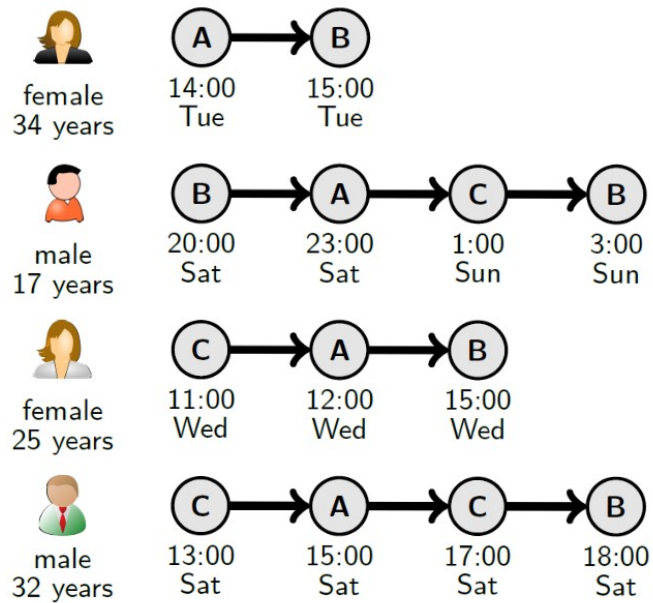 A B
14:00 15:00
Tue Tue
female
34 years
B A C B
20:00 23:00 1:00 3:00
Sat Sat Sun Sun
male
17 years
C A B
11:00 12:00 15:00
Wed Wed Wed
female
25 years
C A C B
13:00 15:00 17:00 18:00
Sat Sat Sat Sat
male
32 years